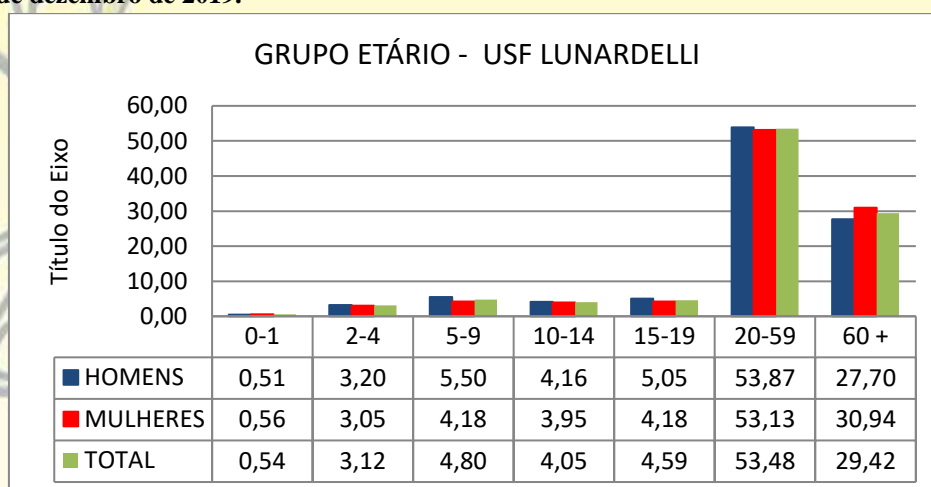 de dezembro de 2019.
GRUPO ETÁRIO - USF LUNARDELLI
Título do Eixo
60,00
50,00
40,00
30,00
20,00
10,00
0,00
0-1 2-4 5-9 10-14 15-19 20-59 60 +
HOMENS 0,51 3,20 5,50 4,16 5,05 53,87 27,70
MULHERES 0,56 3,05 4,18 3,95 4,18 53,13 30,94
TOTAL 0,54 3,12 4,80 4,05 4,59 53,48 29,42